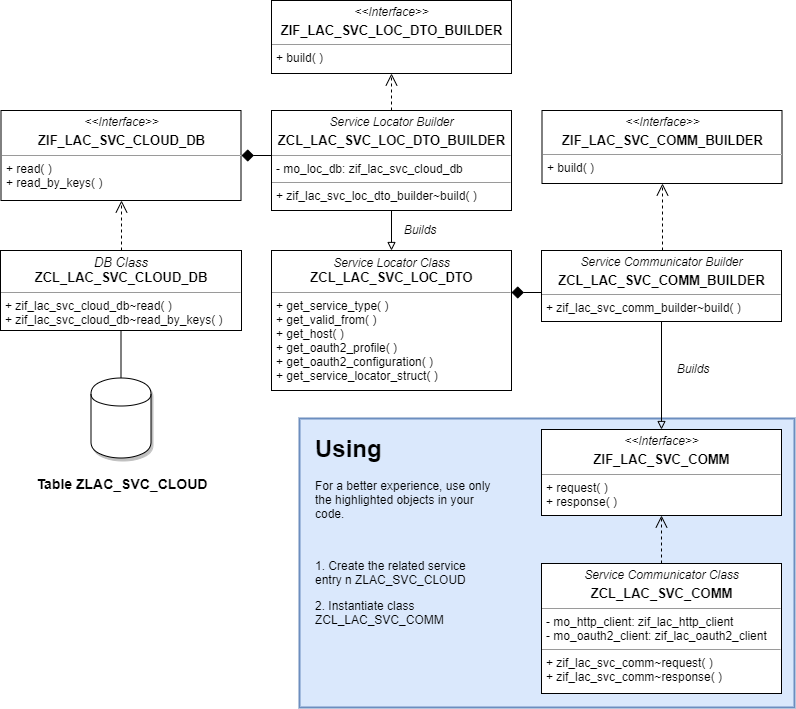 <<Interface>>
ZIF_LAC_SVC_LOC_DTO_BUILDER
+ build( )
<<Interface>>
ZIF_LAC_SVC_CLOUD_DB
+ read( )
+ read_by_keys( )
Service Locator Builder
ZCL_LAC_SVC_LOC_DTO_BUILDER
- mo_loc_db: zif_lac_svc_cloud_db
+ zif_lac_svc_loc_dto_builder~build( )
<<Interface>>
ZIF_LAC_SVC_COMM_BUILDER
+ build( )
Builds
DB Class
ZCL_LAC_SVC_CLOUD_DB
+ zif_lac_svc_cloud_db~read( )
+ zif_lac_svc_cloud_db~read_by_keys( )
Service Locator Class
ZCL_LAC_SVC_LOC_DTO
+ get_service_type( )
+ get_valid_from( )
+ get_host( )
+ get_oauth2_profile( )
+ get_oauth2_configuration( )
+ get_service_locator_struct( )
Service Communicator Builder
ZCL_LAC_SVC_COMM_BUILDER
+ zif_lac_svc_comm_builder~build( )
Builds
Table ZLAC_SVC_CLOUD
Using
For a better experience, use only
the highlighted objects in your
code.
1. Create the related service
entry n ZLAC_SVC_CLOUD
2. Instantiate class
ZCL_LAC_SVC_COMM
<<Interface>>
ZIF_LAC_SVC_COMM
+ request( )
+ response( )
Service Communicator Class
ZCL_LAC_SVC_COMM
- mo_http_client: zif_lac_http_client
- mo_oauth2_client: zif_lac_oauth2_client
+ zif_lac_svc_comm~request( )
+ zif_lac_svc_comm~response( )